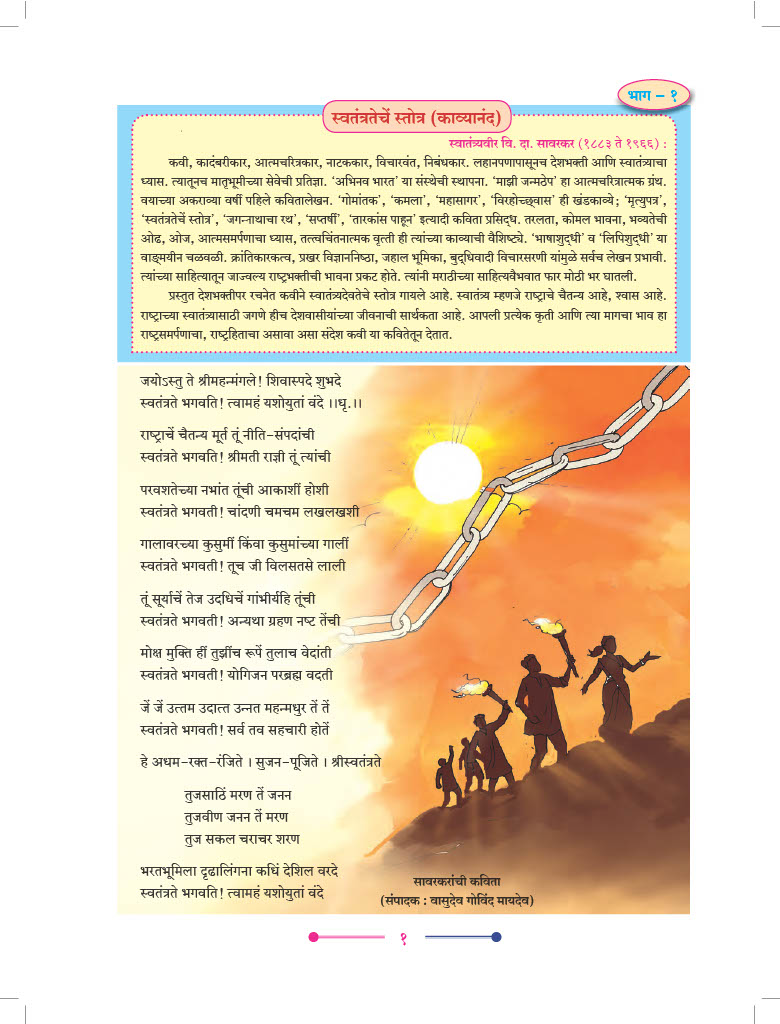 भाग – १
स्वतंत्रतेचें स्तोत्र (काव्यानंद)
स्वातंत्र्यवीर वि. दा. सावरकर (१८८३ ते १९६६) :
कवी, कादंबरीकार, आत्मचरित्रकार, नाटककार, विचारवंत, निबंधकार. लहानपणापासूनच देशभक्ती आणि स्वातंत्र्याचा
ध्यास. त्यातूनच मातृभूमीच्या सेवेची प्रतिज्ञा. ‘अभिनव भारत’ या संस्थेची स्थापना. ‘माझी जन्मठेप’ हा आत्मचरित्रात्मक ग्रंथ.
वयाच्या अकराव्या वर्षी पहिले कवितालेखन. ‘गोमांतक’, ‘कमला’, ‘महासागर’, ‘विरहोच्छ्वास’ ही खंडकाव्ये; ‘मृत्युपत्र’,
‘स्वतंत्रतेचें स्तोत्र’, ‘जगन्नाथाचा रथ’, ‘सप्तर्षी’, ‘तारकांस पाहून’ इत्यादी कविता प्रसिद्ध. तरलता, कोमल भावना, भव्यतेची
ओढ, ओज, आत्मसमर्पणाचा ध्यास, तत्त्वचिंतनात्मक वृत्ती ही त्यांच्या काव्याची वैशिष्ट्ये. ‘भाषाशुद्धी’ व ‘लिपिशुद्धी’ या
वाङ्मयीन चळवळी. क्रांतिकारकत्व, प्रखर विज्ञाननिष्ठा, जहाल भूमिका, बुद्धिवादी विचारसरणी यांमुळे सर्वच लेखन प्रभावी.
त्यांच्या साहित्यातून जाज्वल्य राष्ट्रभक्तीची भावना प्रकट होते. त्यांनी मराठीच्या साहित्यवैभवात फार मोठी भर घातली.
प्रस्तुत देशभक्तीपर रचनेत कवीने स्वातंत्र्यदेवतेचे स्तोत्र गायले आहे. स्वातंत्र्य म्हणजे राष्ट्राचे चैतन्य आहे, श्वास आहे.
राष्ट्राच्या स्वातंत्र्यासाठी जगणे हीच देशवासीयांच्या जीवनाची सार्थकता आहे. आपली प्रत्येक कृती आणि त्या मागचा भाव हा
राष्ट्रसमर्पणाचा, राष्ट्रहिताचा असावा असा संदेश कवी या कवितेतून देतात.
जयोऽस्तु ते श्रीमहन्मंगले! शिवास्पदे शुभदे
स्वतंत्रते भगवति! त्वामहं यशोयुतां वंदे ।।धृ.।।
राष्ट्राचें चैतन्य मूर्त तूं नीति-संपदांची
स्वतंत्रते भगवति! श्रीमती राज्ञी तूं त्यांची
परवशतेच्या नभांत तूंची आकाशीं होशी
स्वतंत्रते भगवती! चांदणी चमचम लखलखशी
गालावरच्या कुसुमीं किंवा कुसुमांच्या गालीं
स्वतंत्रते भगवती! तूच जी विलसतसे लाली
तूं सूर्याचें तेज उदधिचें गांभीर्यहि तूंची
स्वतंत्रते भगवती! अन्यथा ग्रहण नष्ट तेंची
मोक्ष मुक्ति हीं तुझींच रूपें तुलाच वेदांती
स्वतंत्रते भगवती! योगिजन परब्रह्म वदती
जें जें उत्तम उदात्त उन्नत महन्मधुर तें तें
स्वतंत्रते भगवती! सर्व तव सहचारी होतें
हे अधम-रक्त-रंजिते । सुजन-पूजिते । श्रीस्वतंत्रते
तुजसाठिं मरण तें जनन
तुजवीण जनन तें मरण
तुज सकल चराचर शरण
भरतभूमिला दृढालिंगना कधिं देशिल वरदे
स्वतंत्रते भगवति! त्वामहं यशोयुतां वंदे
सावरकरांची कविता
(संपादक : वासुदेव गोविंद मायदेव)
१